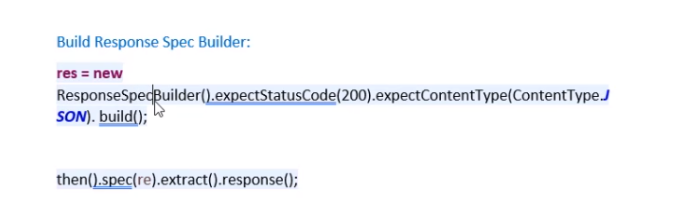 Build Response Spec Builder:
res = new
ResponseSpecBuilder().expectStatusCode(200).expectContentType(ContentType.J
SON). build();
then().spec(re).extract().response();